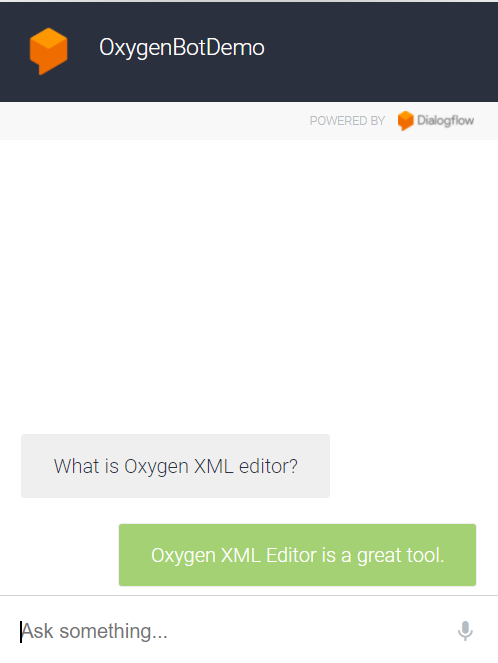 OxygenBotDemo
POWERED BY Dialogflow
What is Oxygen XML editor?
Oxygen XML Editor is a great tool.
Ask something...